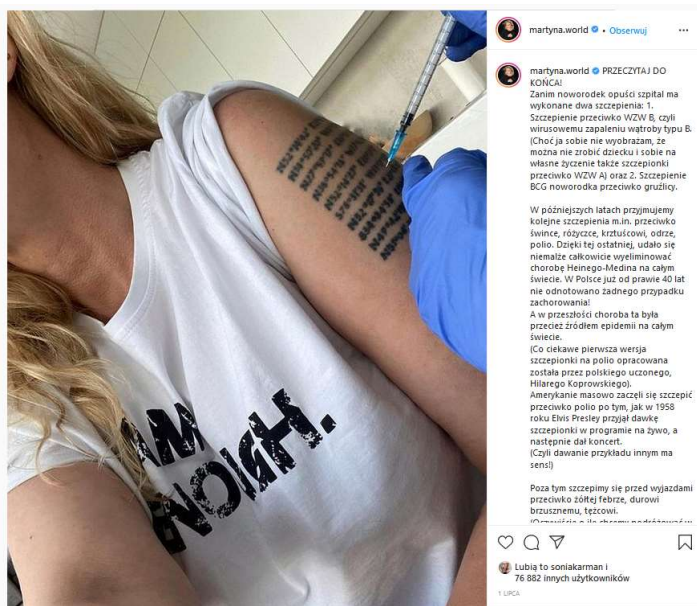 AM
ENOUGH.
martyna.world • Obserwuj
martyna.world PRZECZYTAJ DO
KOŃCA!
Zanim noworodek opuści szpital ma
wykonane dwa szczepienia: 1.
Szczepienie przeciwko WZW B, czyli
wirusowemu zapaleniu wątroby typu B.
(Choć ja sobie nie wyobrażam, że
można nie zrobić dziecku i sobie na
własne życzenie także szczepionki
przeciwko WZW A) oraz 2. Szczepienie
BCG noworodka przeciwko gruźlicy.
W późniejszych latach przyjmujemy
kolejne szczepienia m.in. przeciwko
śwince, różyczce, krztuścowi, odrze,
polio. Dzięki tej ostatniej, udało się
niemalże całkowicie wyeliminować
chorobę Heinego-Medina na całym
świecie. W Polsce już od prawie 40 lat
nie odnotowano żadnego przypadku
zachorowania!
A w przeszłości choroba ta była
przecież źródłem epidemii na całym
świecie.
(Co ciekawe pierwsza wersja
szczepionki na polio opracowana
została przez polskiego uczonego,
Hilarego Koprowskiego).
Amerykanie masowo zaczęli się szczepić
przeciwko polio po tym, jak w 1958
roku Elvis Presley przyjął dawkę
szczepionki w programie na żywo, a
następnie dał koncert.
(Czyli dawanie przykładu innym ma
sens!)
Poza tym szczepimy się przed wyjazdami
przeciwko żółtej febrze, durowi
brzusznemu, tężcowi.
(Oczywiście o ile chcemy podróżować w
Lubią to soniakarman i
76 882 innych użytkowników
1 LIPCA